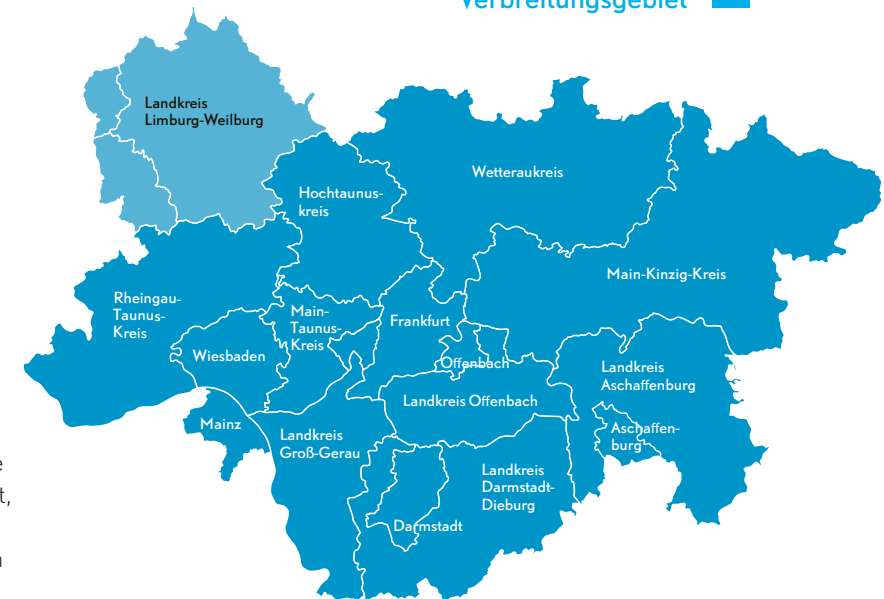 Verbreitungsgebiet
Landkreis
Limburg-Weilburg
Wetteraukreis
Hochtaunus-
kreis
Main-Kinzig-Kreis
Rheingau-
Taunus-
Kreis
Main-
Taunus-
Kreis
Frankfurt
Wiesbaden
Offenbach
Landkreis
Aschaffenburg
Landkreis Offenbach
Mainz
Landkreis
Groß-Gerau
Aschaffen-
burg
Landkreis
Darmstadt-
Dieburg
Darmstadt